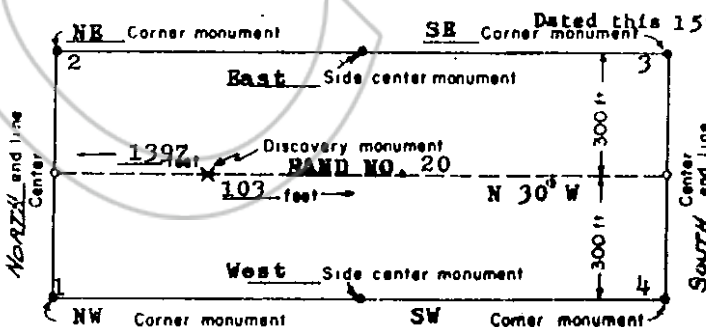 Dated this 15
NE Corner monument
SE Corner monument
2
3
East Side center monument
300 ft
1397 feet
Discovery monument
RAND NO. 20
103 feet
N 30° W
NORTH end line
Center
Center
SOUTH end line
300 ft
West Side center monument
1
4
NW Corner monument
SW Corner monument